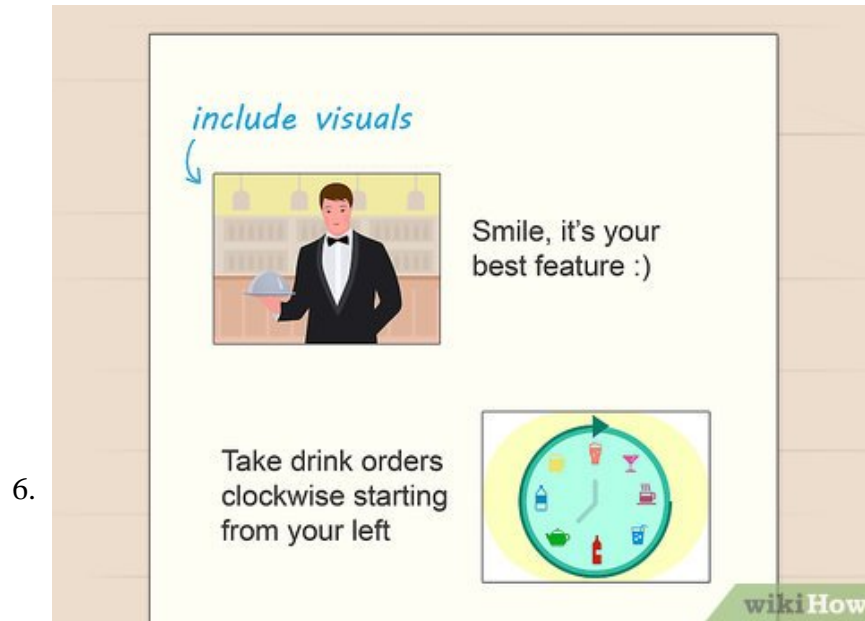 include visuals
Smile, it's your
best feature :)
Take drink orders
clockwise starting
from your left
6.
wikiHow